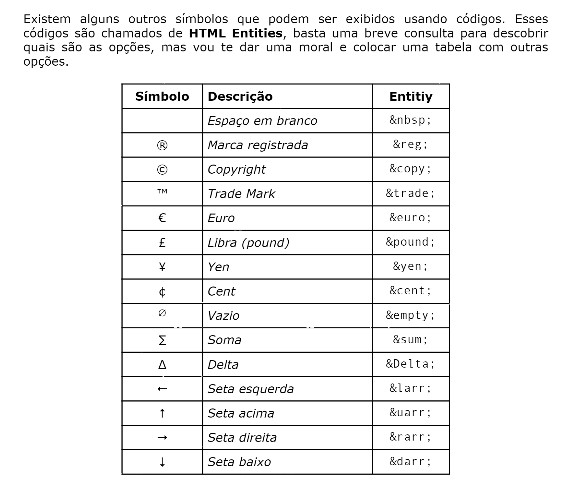 Existem alguns outros símbolos que podem ser exibidos usando códigos. Esses
códigos são chamados de HTML Entities, basta uma breve consulta para descobrir
quais são as opções, mas vou te dar uma moral e colocar uma tabela com outras
opções.
Símbolo Descrição Entitiy
Espaço em branco &nbsp;
® Marca registrada &reg;
© Copyright &copy;
™ Trade Mark &trade;
€ Euro &euro;
£ Libra (pound) &pound;
¥ Yen &yen;
¢ Cent &cent;
∅ Vazio &empty;
Σ Soma &sum;
Δ Delta &Delta;
← Seta esquerda &larr;
↑ Seta acima &uarr;
→ Seta direita &rarr;
↓ Seta baixo &darr;